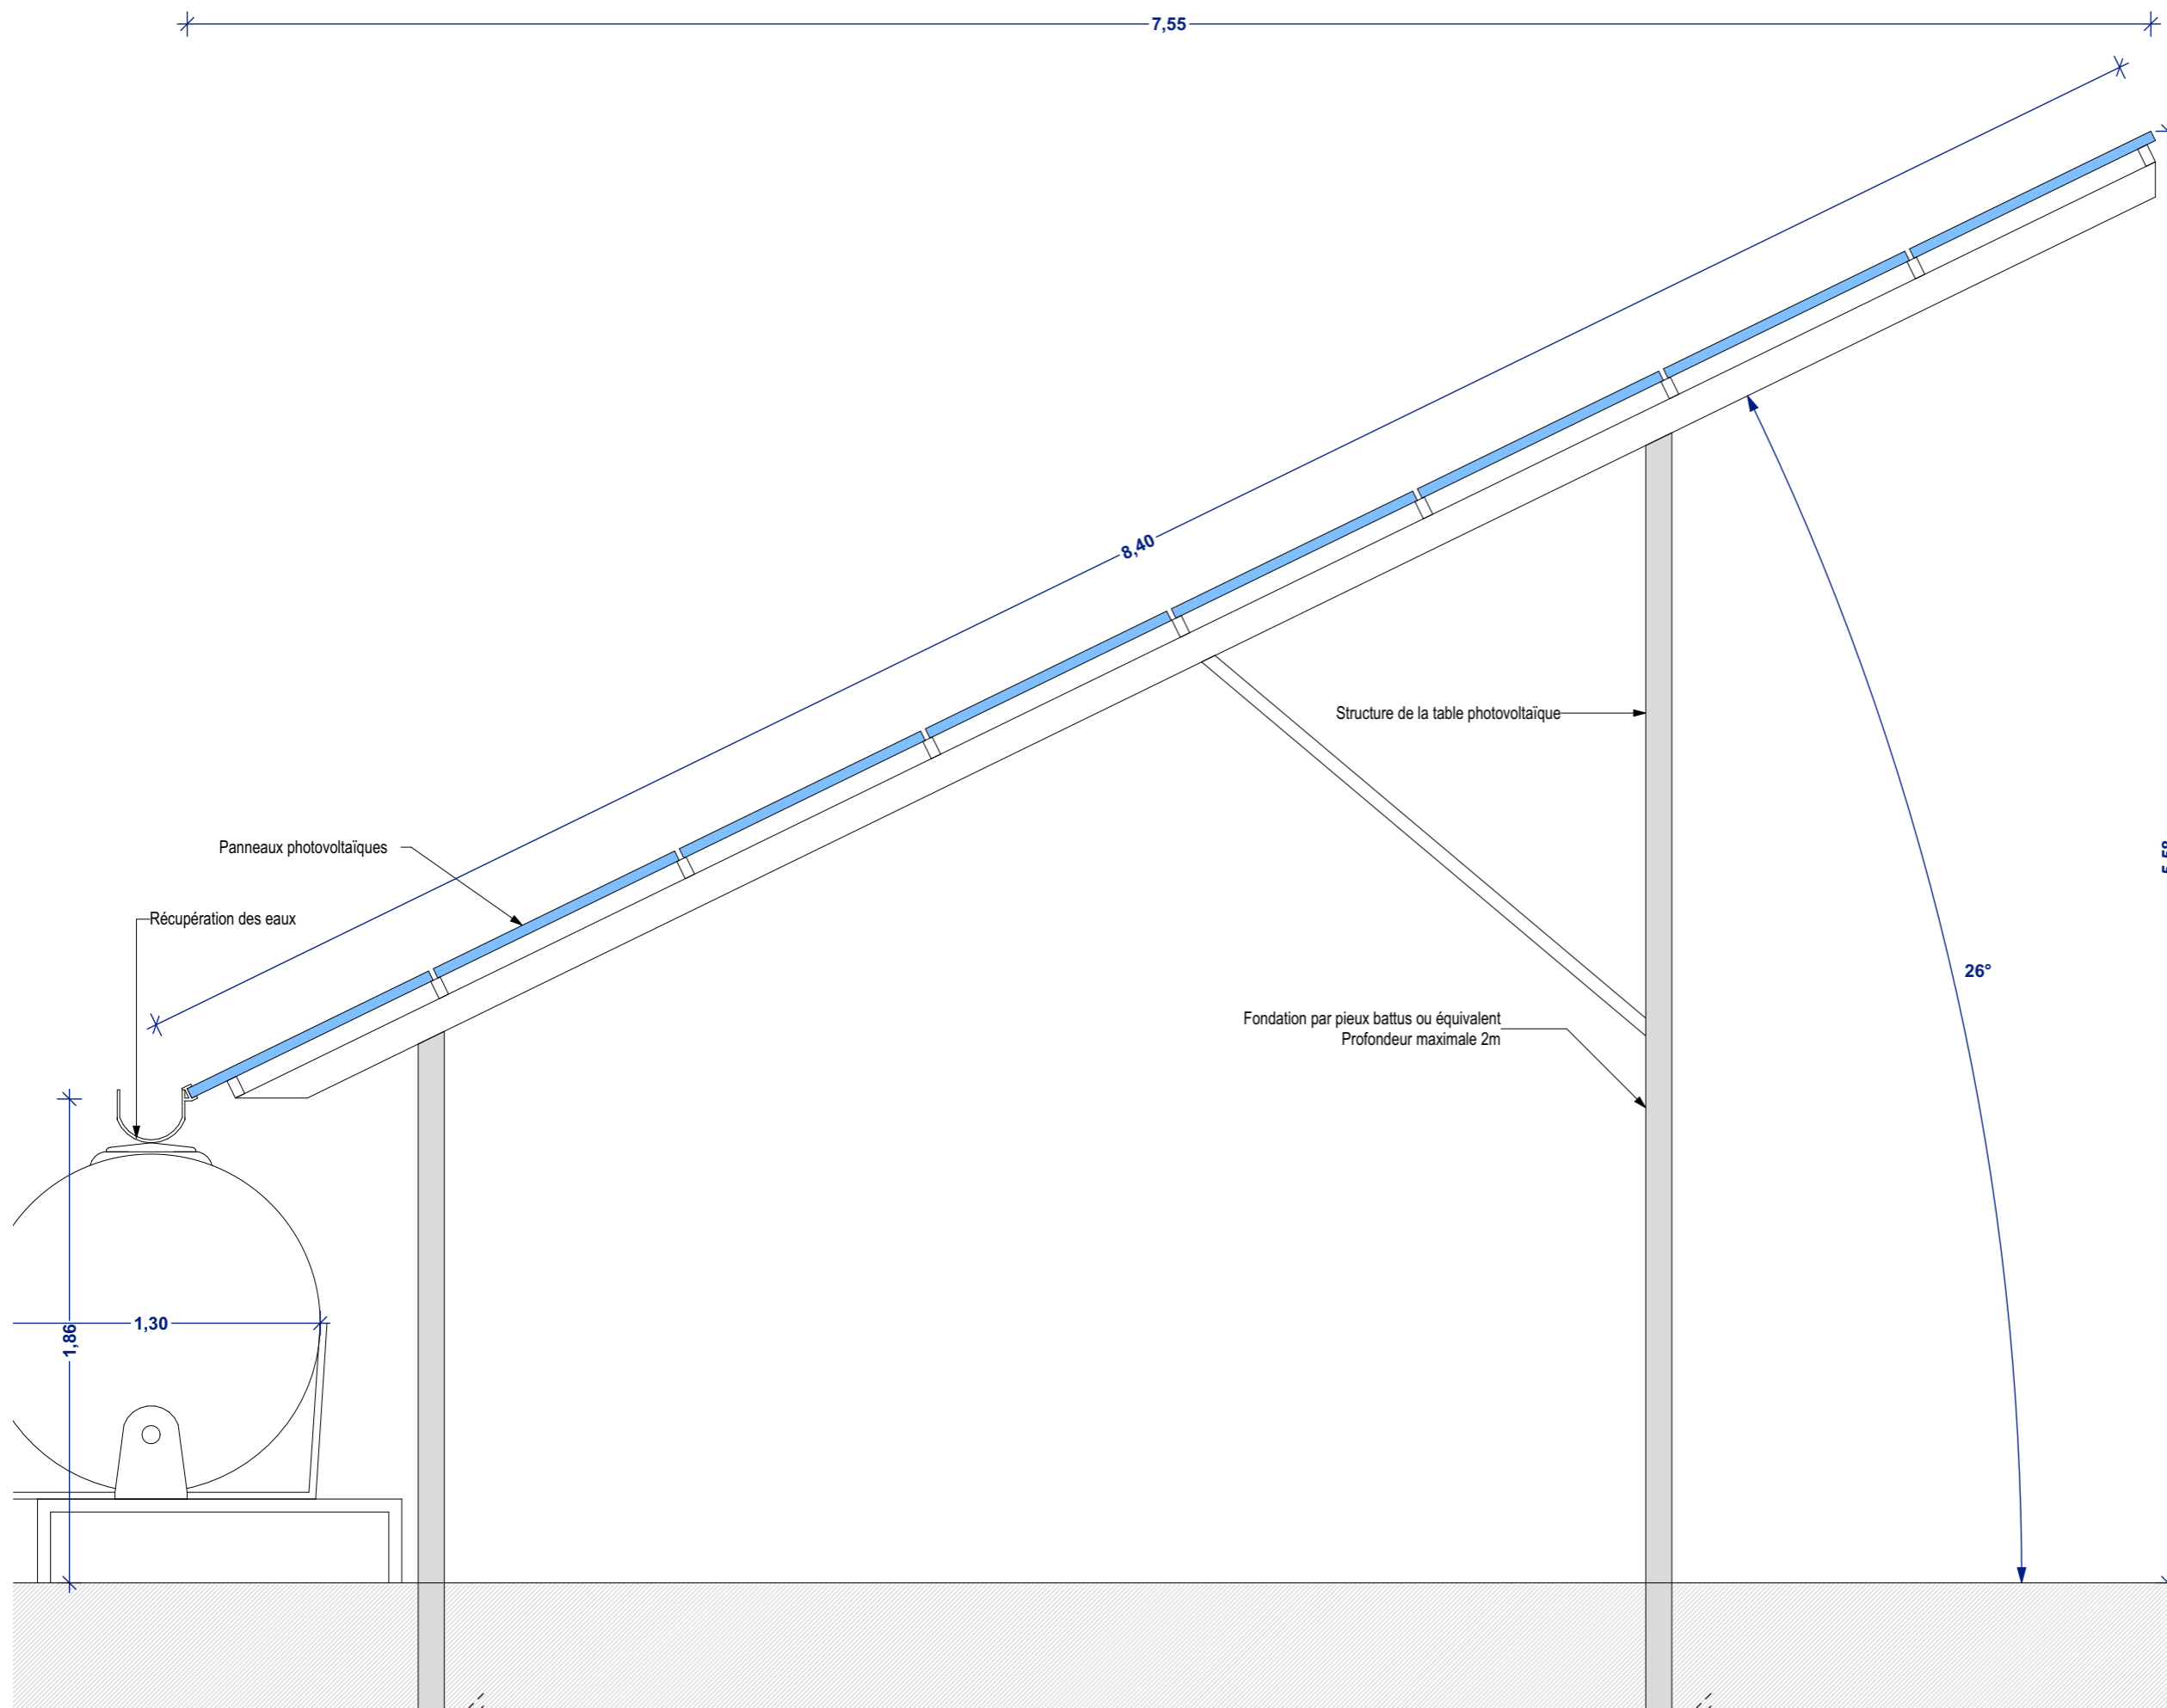 7,55
8,40
Structure de la table photovoltaïque
Panneaux photovoltaïques
Récupération des eaux
26°
Fondation par pieux battus ou équivalent
Profondeur maximale 2m
1,30
1,86